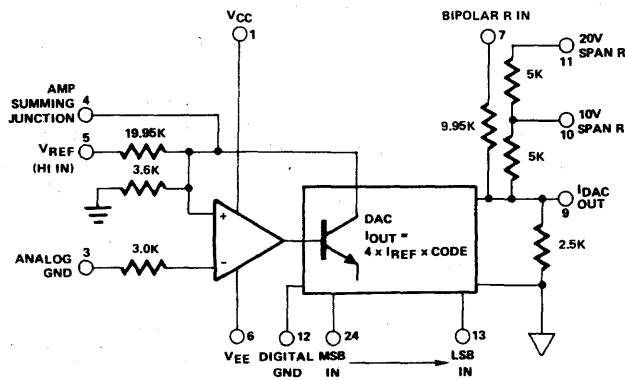 VCC
1
BIPOLAR R IN
7
20V
SPAN R
11
5K
AMP
SUMMING
JUNCTION
4
5
VREF
(HI IN)
19.95K
3.6K
9.95K
10V
SPAN R
10
5K
IDAC
OUT
9
DAC
IOUT =
4 x IREF x CODE
+
-
ANALOG
GND
3
3.0K
2.5K
6
VEE
12
DIGITAL
GND
24
MSB
IN
13
LSB
IN